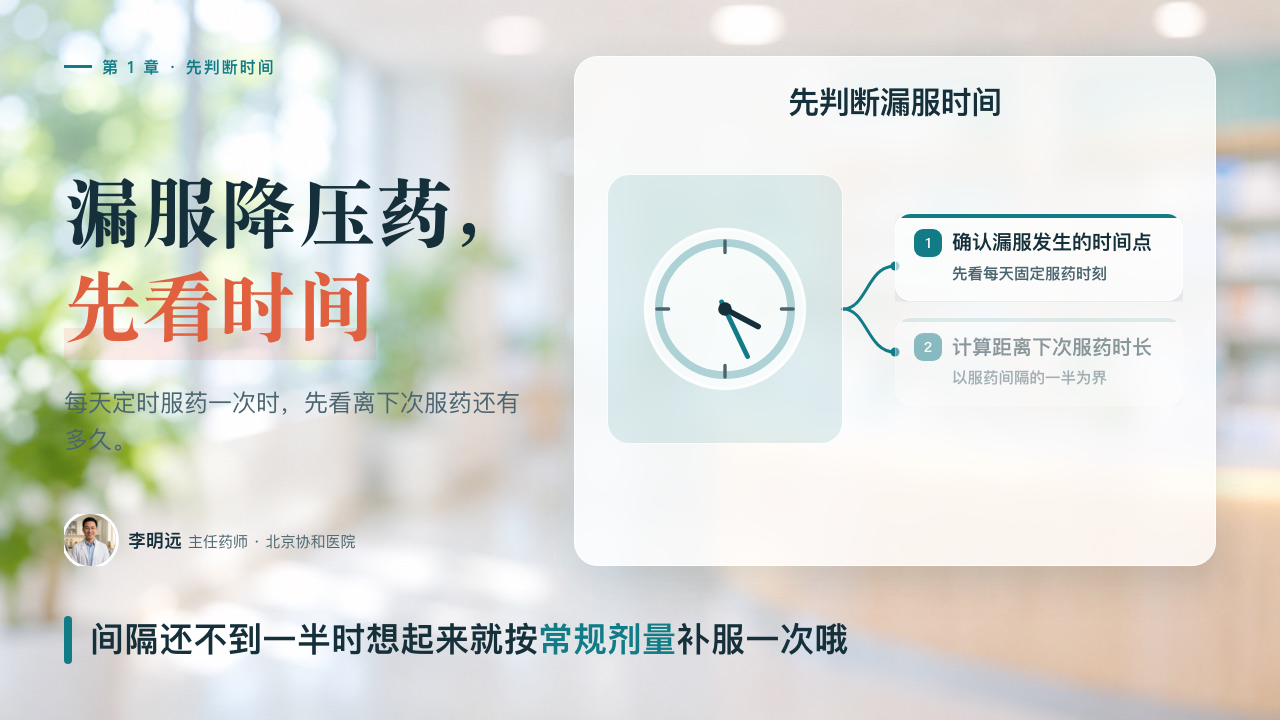 第 1 章 · 先判断时间
漏服降压药，
先看时间
每天定时服药一次时，先看离下次服药还有
多久。
李明远 主任药师 · 北京协和医院
先判断漏服时间
1 确认漏服发生的时间点
先看每天固定服药时刻
2 计算距离下次服药时长
以服药间隔的一半为界
间隔还不到一半时想起来就按常规剂量补服一次哦